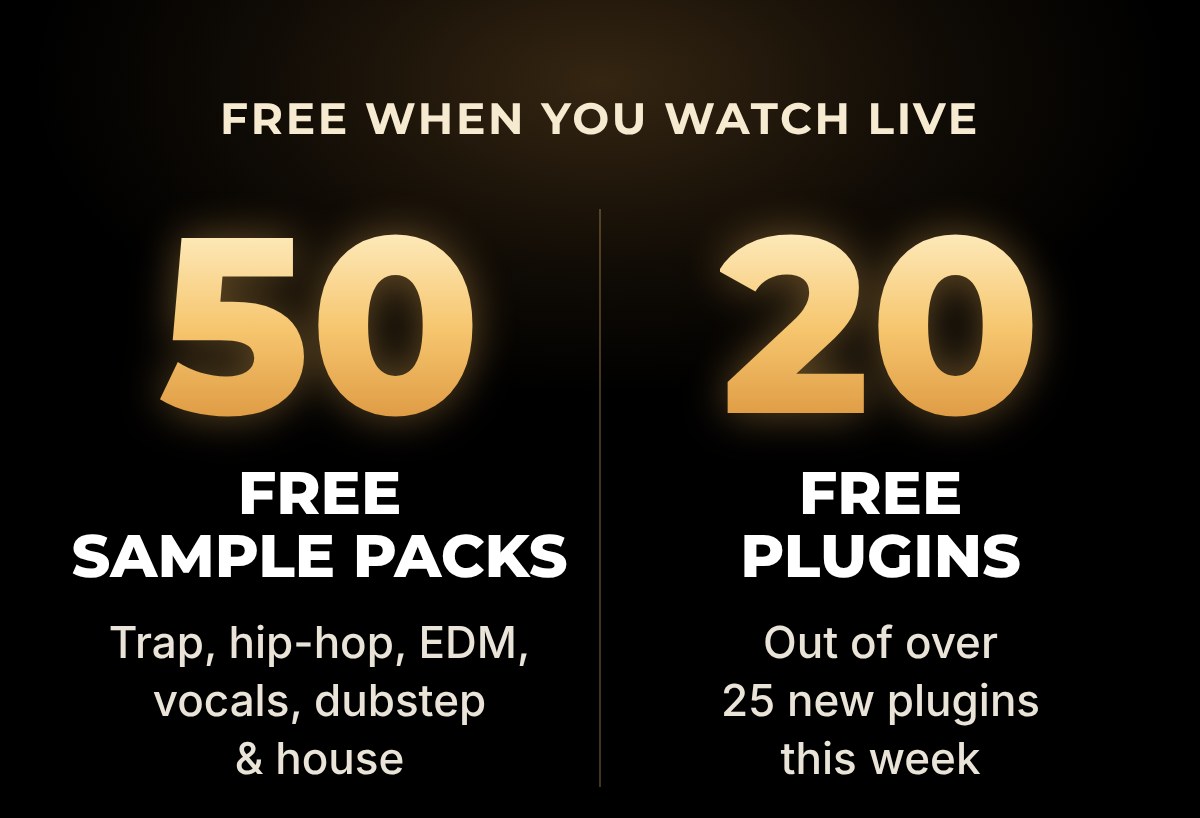 FREE WHEN YOU WATCH LIVE
50
FREE
SAMPLE PACKS
Trap, hip-hop, EDM,
vocals, dubstep
& house
20
FREE
PLUGINS
Out of over
25 new plugins
this week